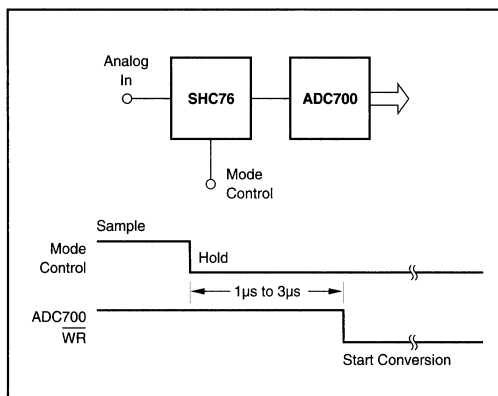 Analog
In
SHC76
ADC700
Mode
Control
Sample
Mode
Control
Hold
1µs to 3µs
ADC700
WR
Start Conversion